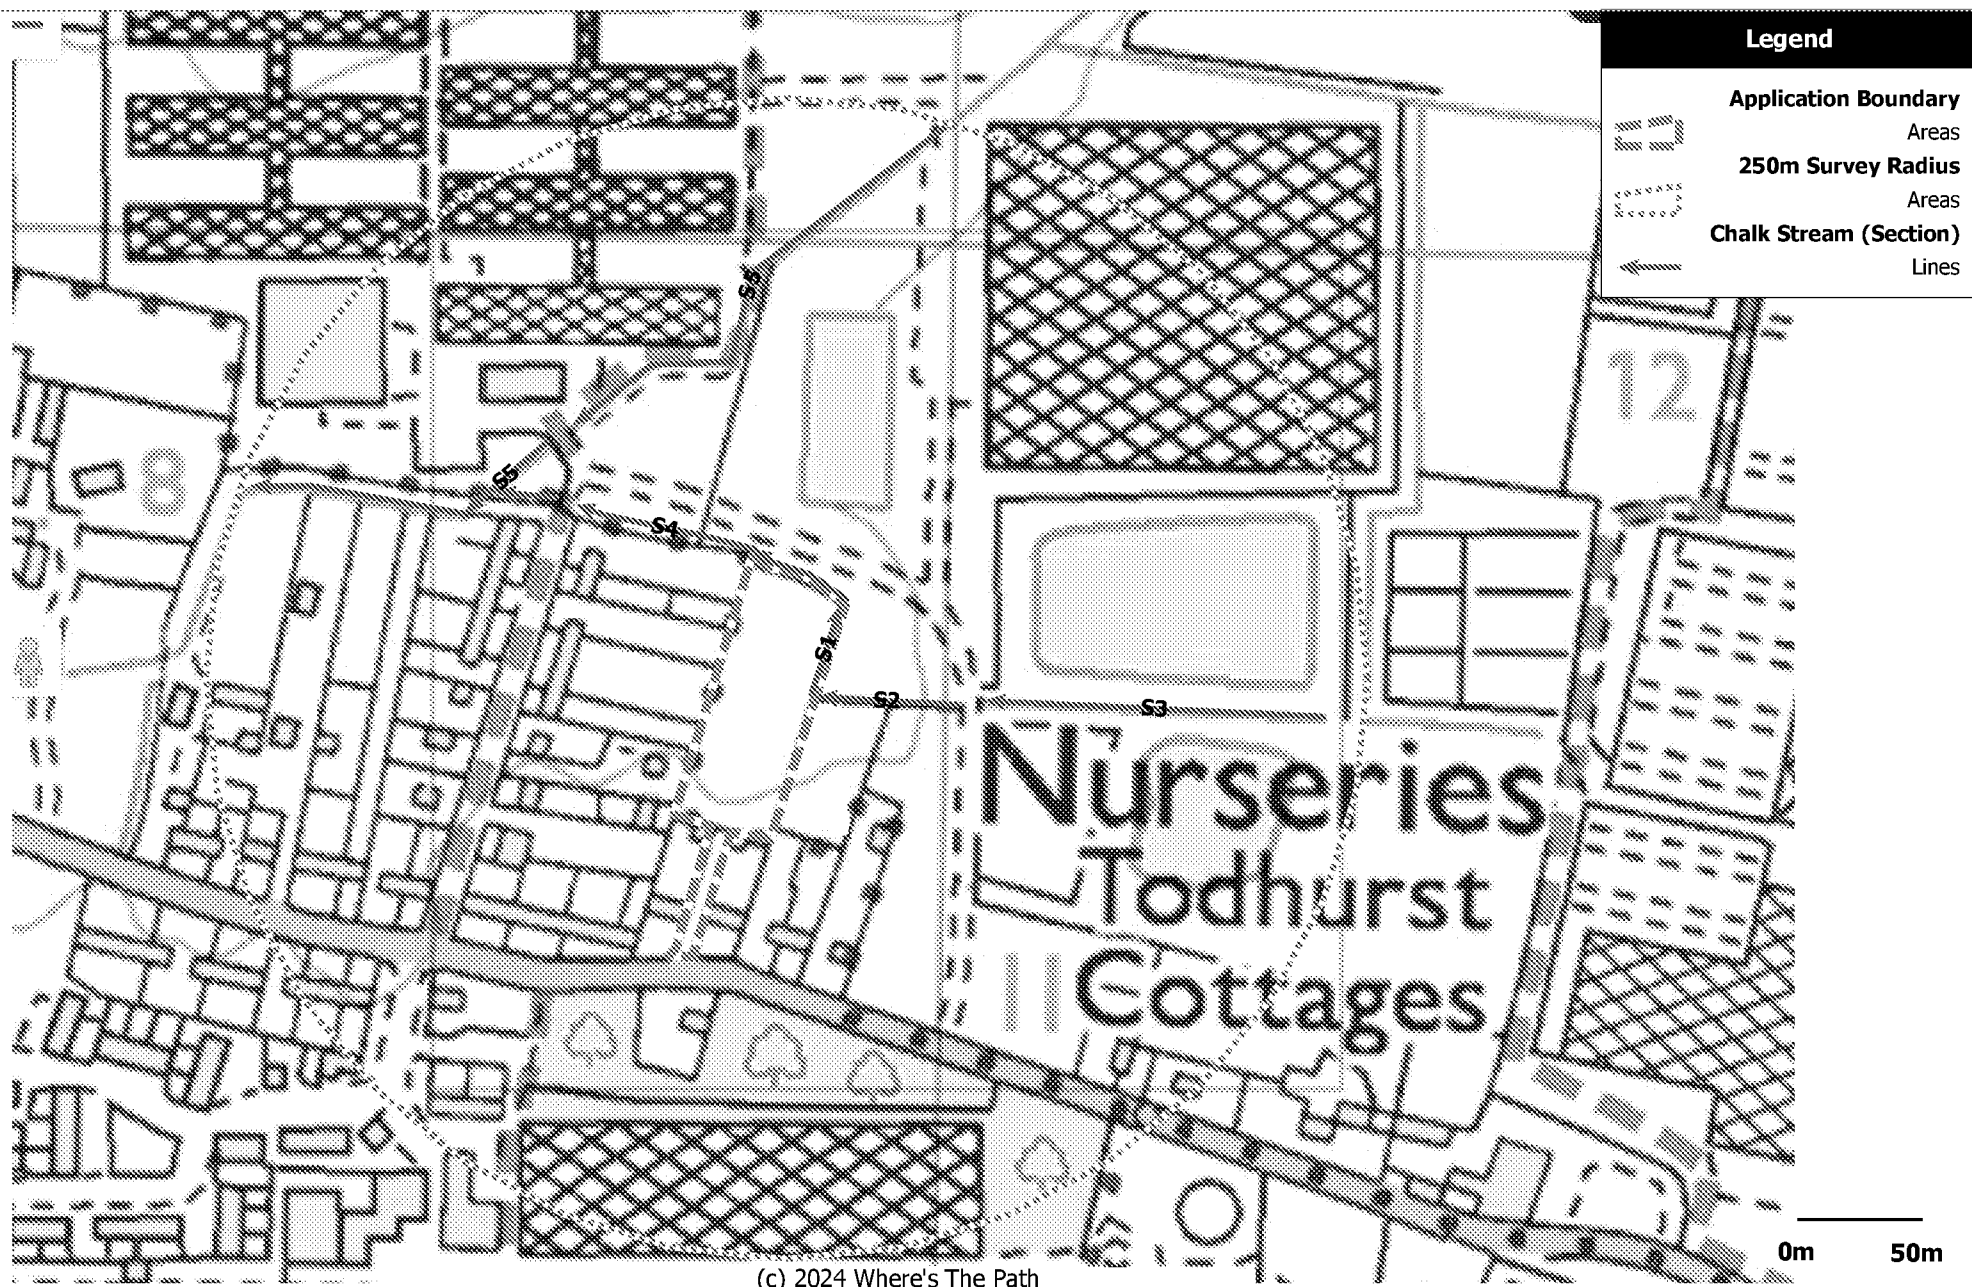 Legend
Application Boundary
Areas
250m Survey Radius
Areas
Chalk Stream (Section)
Lines
12
8
S5
S4
S1
S2
S3
Nurseries
Todhurst
Cottages
11
0m 50m
(c) 2024 Where's The Path